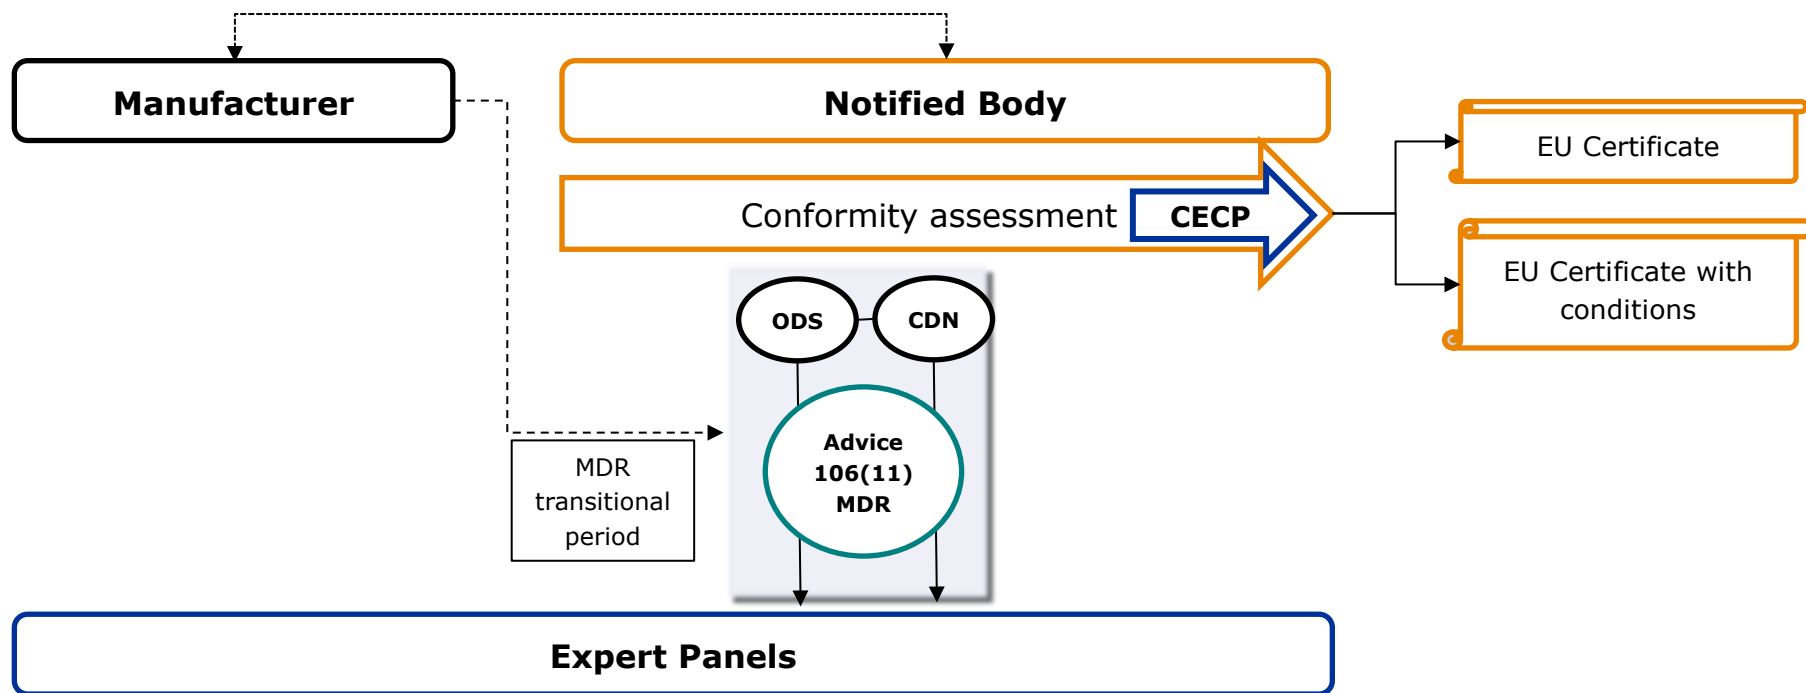 Manufacturer
Notified Body
EU Certificate
Conformity assessment
CECP
EU Certificate with
conditions
ODS
CDN
Advice
106(11)
MDR
MDR
transitional
period
Expert Panels